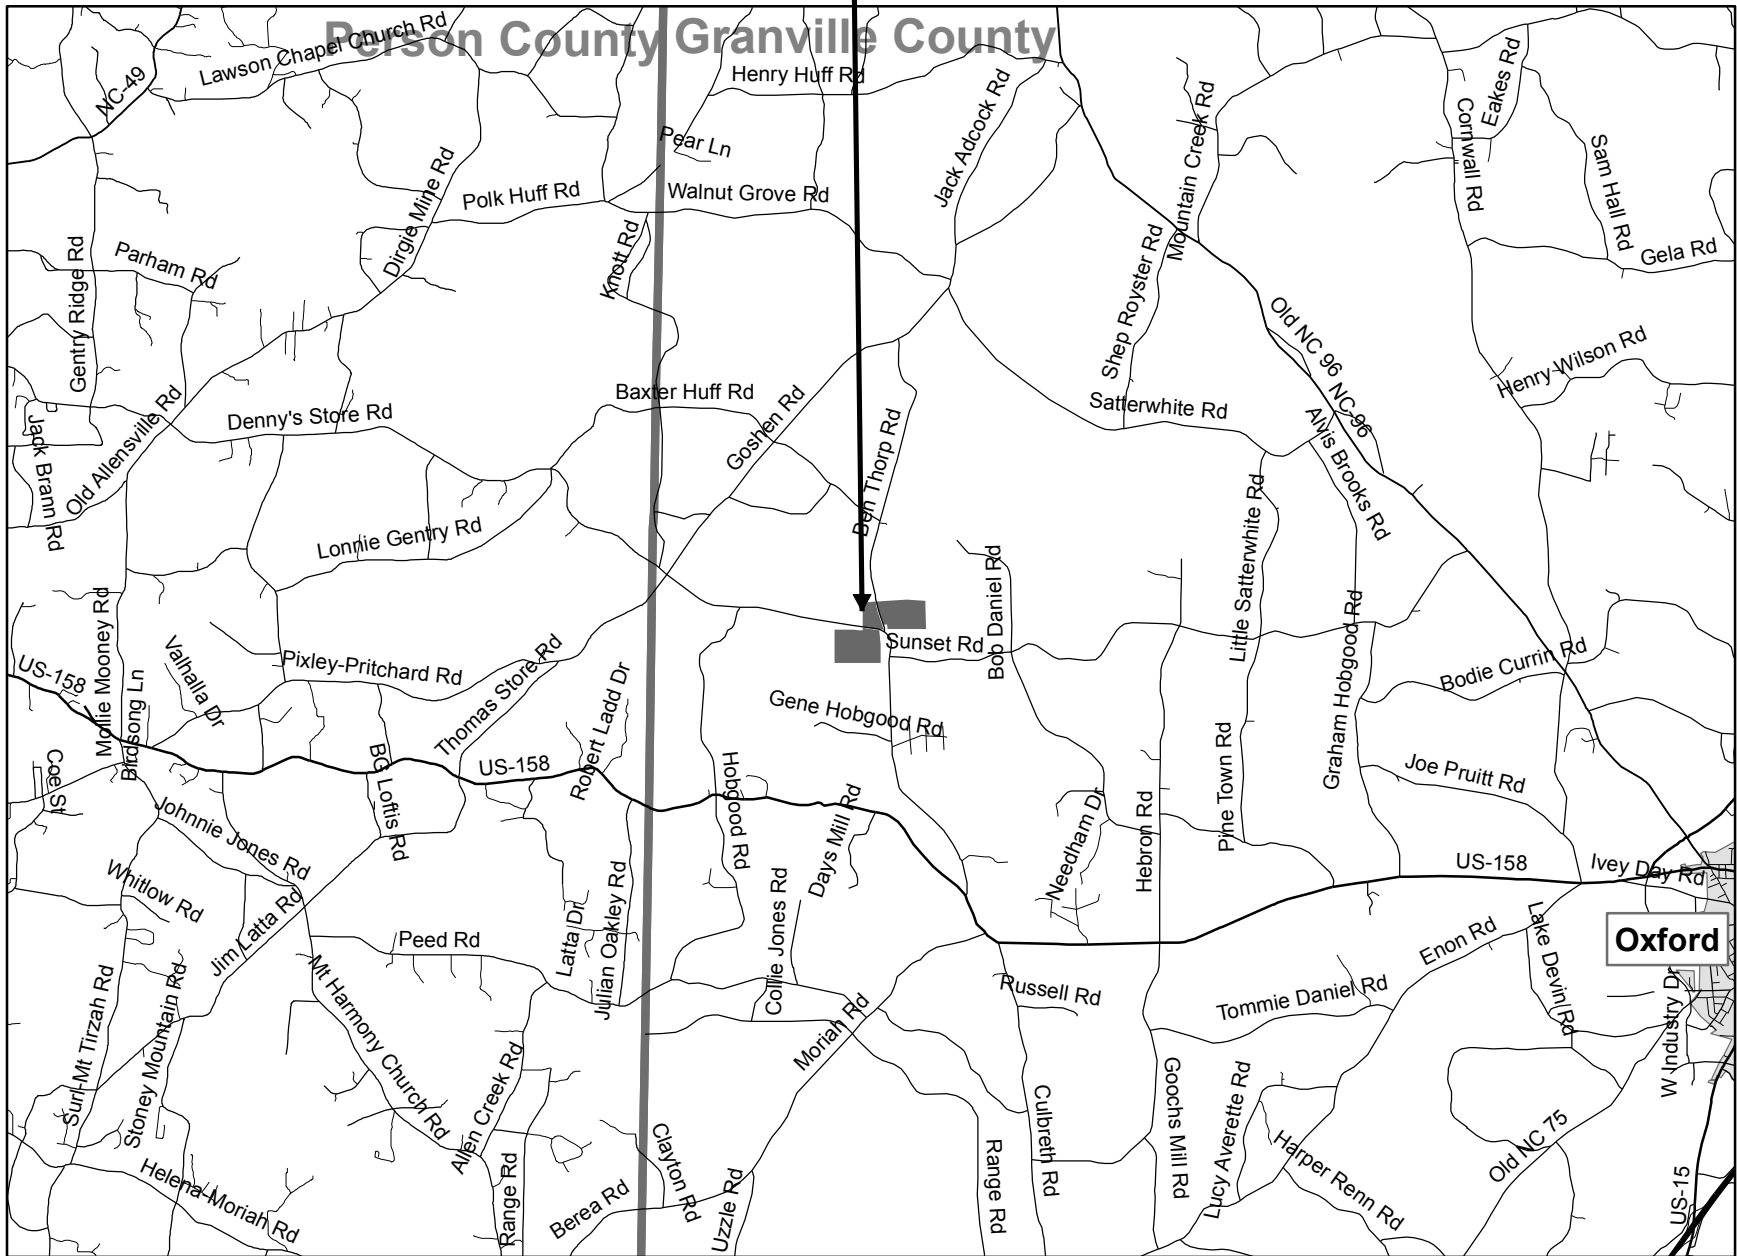 Person County
Granville County
Lawson Chapel Church Rd
NC-49
Henry Huff Rd
Eakes Rd
Cornwall Rd
Pear Ln
Jack Adcock Rd
Mountain Creek Rd
Sam Hall Rd
Dirgie Mine Rd
Polk Huff Rd
Walnut Grove Rd
Knott Rd
Gela Rd
Parham Rd
Gentry Ridge Rd
Shep Royster Rd
Old NC 96
NC-96
Henry Wilson Rd
Baxter Huff Rd
Goshen Rd
Ben Thorp Rd
Satterwhite Rd
Alvis Brooks Rd
Denny's Store Rd
Old Allensville Rd
Jack Brann Rd
Lonnie Gentry Rd
Little Satterwhite Rd
Bob Daniel Rd
Sunset Rd
Graham Hobgood Rd
Bodie Currin Rd
Mollie Mooney Rd
US-158
Valhalla Dr
Birdsong Ln
Pixley-Pritchard Rd
Thomas Store Rd
Robert Ladd Dr
Gene Hobgood Rd
Pine Town Rd
Joe Pruitt Rd
Coe St
BG Loftis Rd
US-158
Hobgood Rd
Days Mill Rd
Needham Dr
Hebron Rd
US-158
Ivey Day Rd
Johnnie Jones Rd
Whitlow Rd
Jim Latta Rd
Peed Rd
Latta Dr
Julian Oakley Rd
Collie Jones Rd
Enon Rd
Lake Devin Rd
Oxford
Russell Rd
Tommie Daniel Rd
W Industry Dr
Surl-Mt Tirzah Rd
Stoney Mountain Rd
Mt Harmony Church Rd
Allen Creek Rd
Moriah Rd
Culbreth Rd
Goochs Mill Rd
Lucy Averette Rd
Harper Renn Rd
Old NC 75
US-15
Helena-Moriah Rd
Range Rd
Berea Rd
Clayton Rd
Uzzle Rd
Range Rd